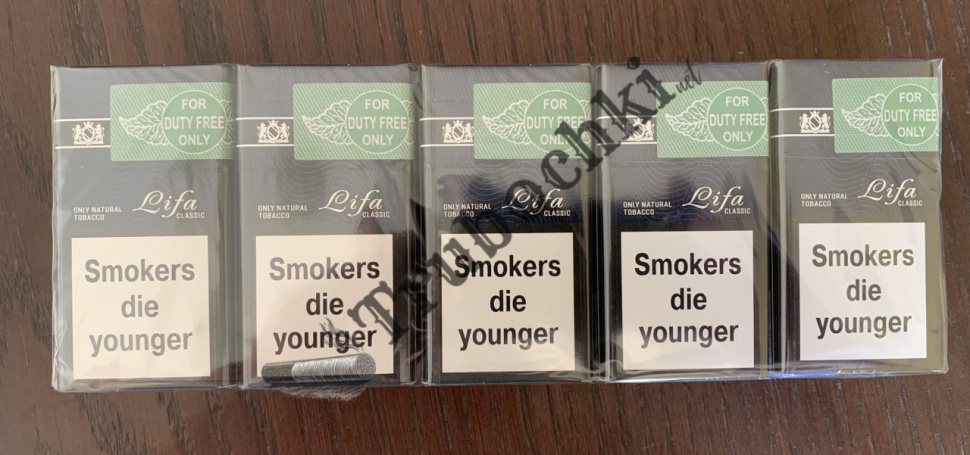 FOR
DUTY FREE
ONLY
ONLY NATURAL
TOBACCO
Lifa
CLASSIC
Smokers
die
younger
FOR
DUTY FREE
ONLY
ONLY NATURAL
TOBACCO
Lifa
CLASSIC
Smokers
die
younger
FOR
DUTY FREE
ONLY
ONLY NATURAL
TOBACCO
Lifa
CLASSIC
Smokers
die
younger
FOR
DUTY FREE
ONLY
ONLY NATURAL
TOBACCO
Lifa
CLASSIC
Smokers
die
younger
FOR
DUTY FREE
ONLY
ONLY NATURAL
TOBACCO
Lifa
CLASSIC
Smokers
die
younger
Trubochki.net